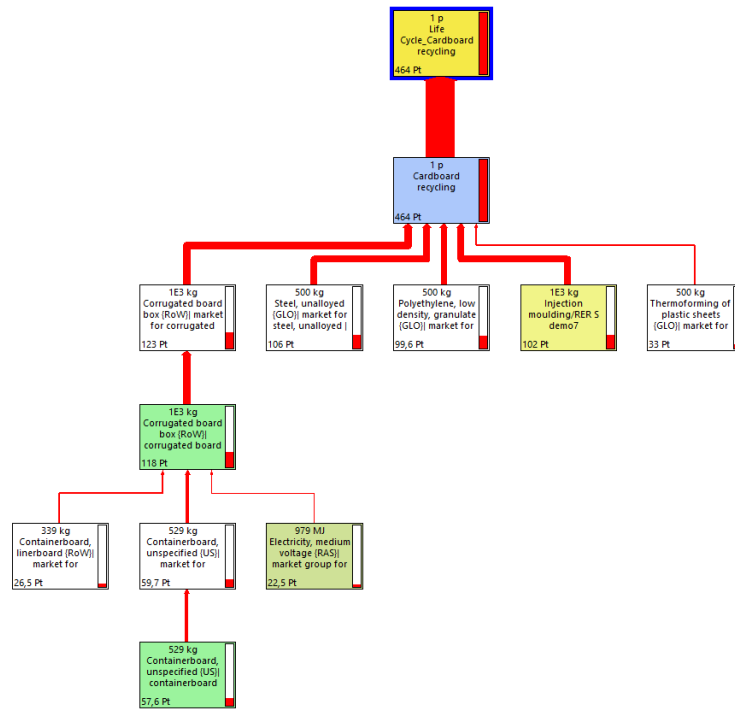 1 p
Life
Cycle_Cardboard
recycling
464 Pt
1 p
Cardboard
recycling
464 Pt
1E3 kg
Corrugated board
box {RoW}| market
for corrugated
123 Pt
500 kg
Steel, unalloyed
{GLO}| market for
steel, unalloyed |
106 Pt
500 kg
Polyethylene, low
density, granulate
{GLO}| market for
99,6 Pt
1E3 kg
Injection
moulding/RER S
demo7
102 Pt
500 kg
Thermoforming of
plastic sheets
{GLO}| market for
33 Pt
1E3 kg
Corrugated board
box {RoW}|
corrugated board
118 Pt
339 kg
Containerboard,
linerboard {RoW}|
market for
26,5 Pt
529 kg
Containerboard,
unspecified {US}|
market for
59,7 Pt
979 MJ
Electricity, medium
voltage {RAS}|
market group for
22,5 Pt
529 kg
Containerboard,
unspecified {US}|
containerboard
57,6 Pt